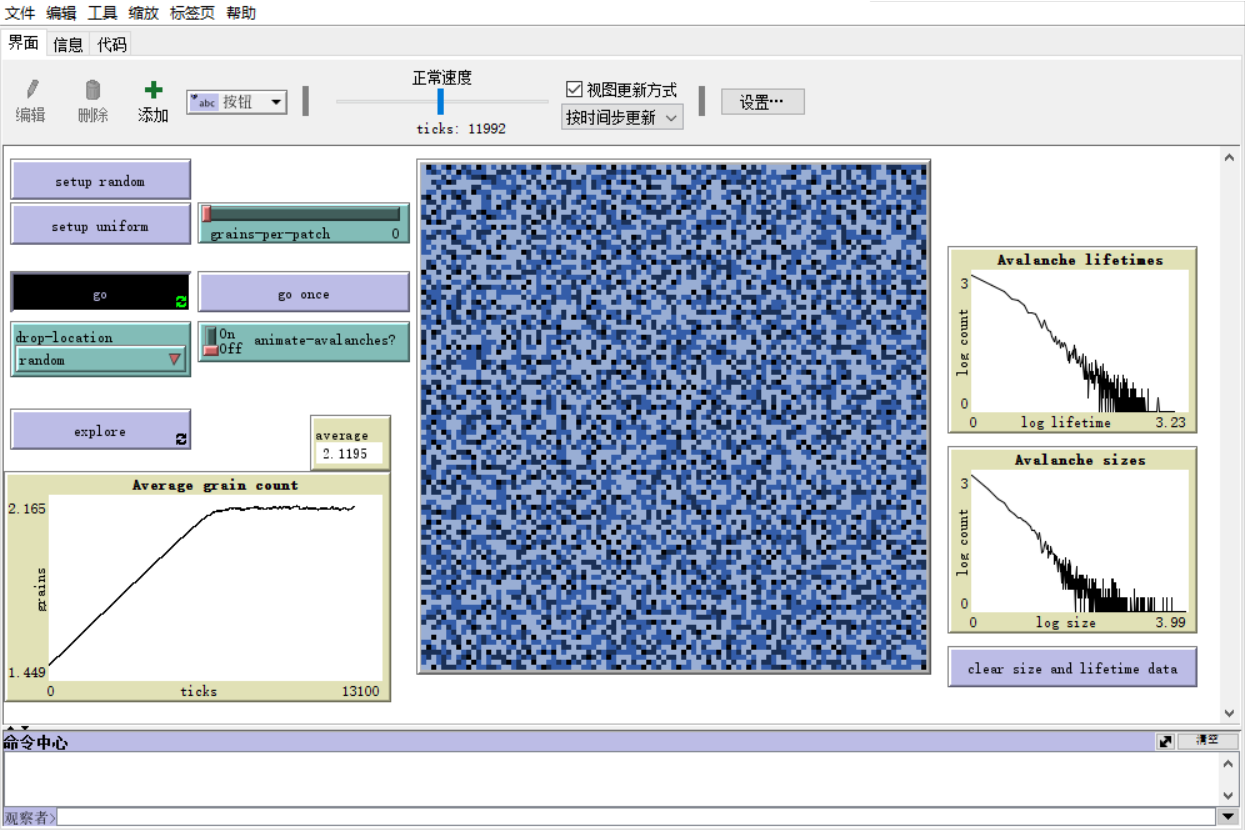 文件 编辑 工具 缩放 标签页 帮助
界面 信息 代码
编辑 删除 添加 abc 按钮
正常速度
ticks: 11992
视图更新方式
按时间步更新
设置…
setup random
setup uniform
grains-per-patch 0
go
go once
drop-location
random
On
Off
animate-avalanches?
explore
average
2.1195
Average grain count
2.165
grains
1.449
0 ticks 13100
Avalanche lifetimes
3
log count
0
0 log lifetime 3.23
Avalanche sizes
3
log count
0
0 log size 3.99
clear size and lifetime data
命令中心
清空
观察者>